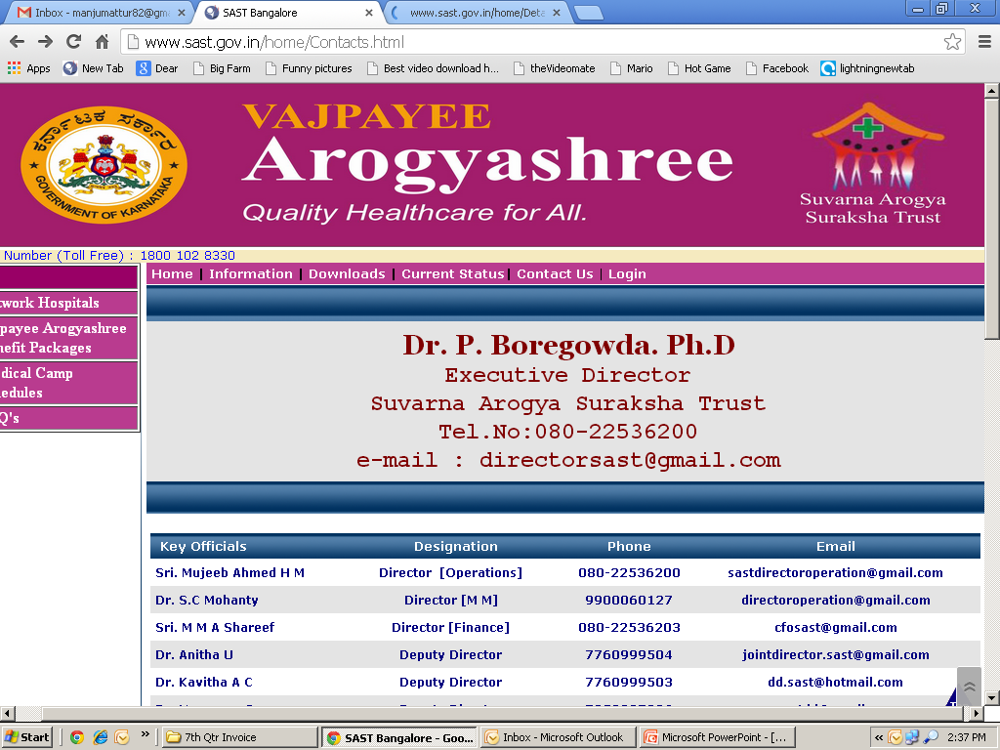 Inbox - manjumattur82@gm
SAST Bangalore
www.sast.gov.in/home/Deta
www.sast.gov.in/home/Contacts.html
Apps New Tab Dear Big Farm Funny pictures Best video download h... theVideomate Mario Hot Game Facebook lightningnewtab
ಕರ್ನಾಟಕ ಸರ್ಕಾರ
GOVERNMENT OF KARNATAKA
VAJPAYEE
Arogyashree
Quality Healthcare for All.
Suvarna Arogya
Suraksha Trust
Number (Toll Free) : 1800 102 8330
Home | Information | Downloads | Current Status | Contact Us | Login
twork Hospitals
payee Arogyashree
nefit Packages
dical Camp
edules
Q's
Dr. P. Boregowda. Ph.D
Executive Director
Suvarna Arogya Suraksha Trust
Tel.No:080-22536200
e-mail : directorsast@gmail.com
Key Officials Designation Phone Email
Sri. Mujeeb Ahmed H M Director [Operations] 080-22536200 sastdirectoroperation@gmail.com
Dr. S.C Mohanty Director [M M] 9900060127 directoroperation@gmail.com
Sri. M M A Shareef Director [Finance] 080-22536203 cfosast@gmail.com
Dr. Anitha U Deputy Director 7760999504 jointdirector.sast@gmail.com
Dr. Kavitha A C Deputy Director 7760999503 dd.sast@hotmail.com
Start » 7th Qtr Invoice SAST Bangalore - Goo... Inbox - Microsoft Outlook Microsoft PowerPoint - [... « 2:37 PM